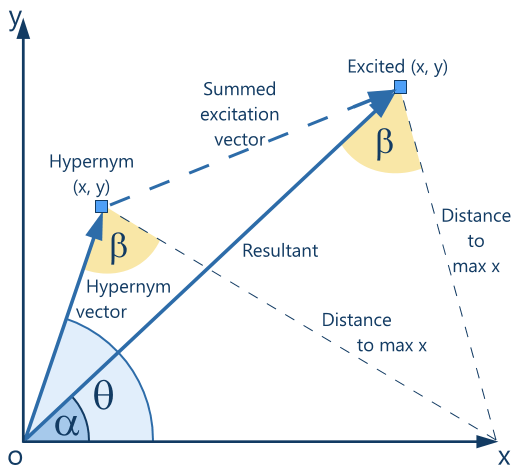 y
Excited (x, y)
Summed
excitation
vector
β
Hypernym
(x, y)
Distance
to
max x
β
Resultant
Hypernym
vector
Distance
to max x
θ
α
o
x